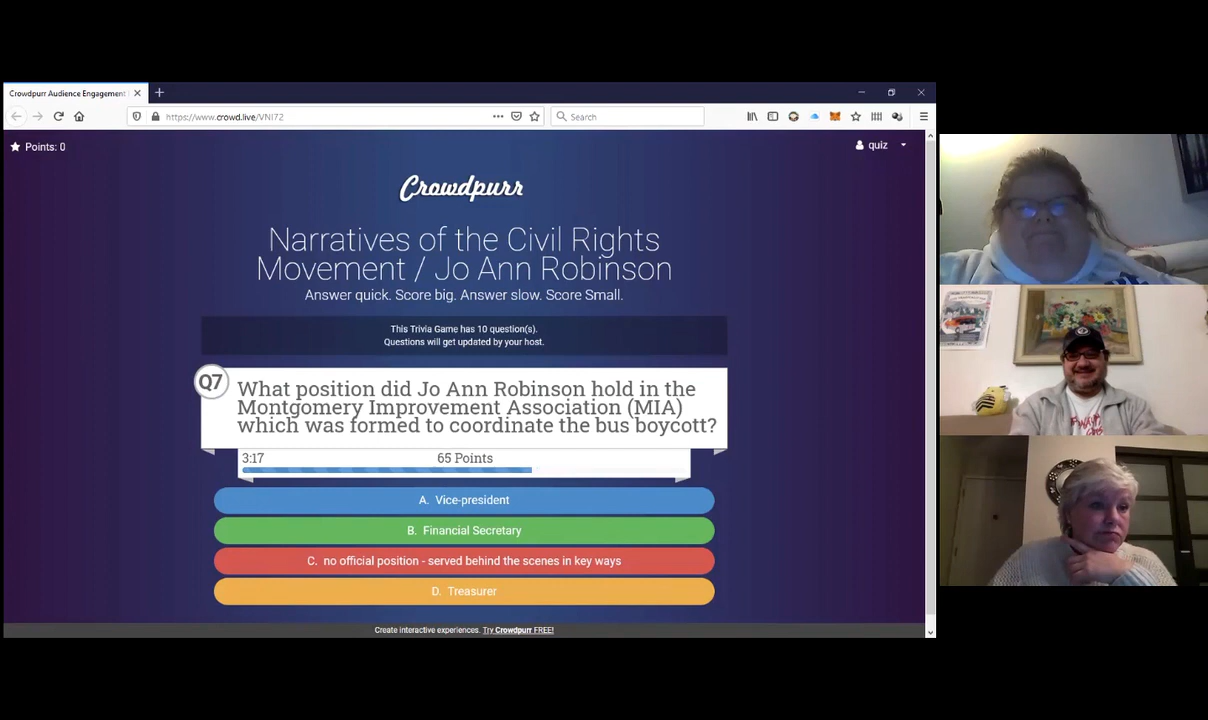 Crowdpurr Audience Engagement
https://www.crowd.live/VNI72
Search
Points: 0
quiz
Crowdpurr
Narratives of the Civil Rights
Movement / Jo Ann Robinson
Answer quick. Score big. Answer slow. Score Small.
This Trivia Game has 10 question(s).
Questions will get updated by your host.
Q7
What position did Jo Ann Robinson hold in the
Montgomery Improvement Association (MIA)
which was formed to coordinate the bus boycott?
3:17 65 Points
A. Vice-president
B. Financial Secretary
C. no official position - served behind the scenes in key ways
D. Treasurer
Create interactive experiences. Try Crowdpurr FREE!